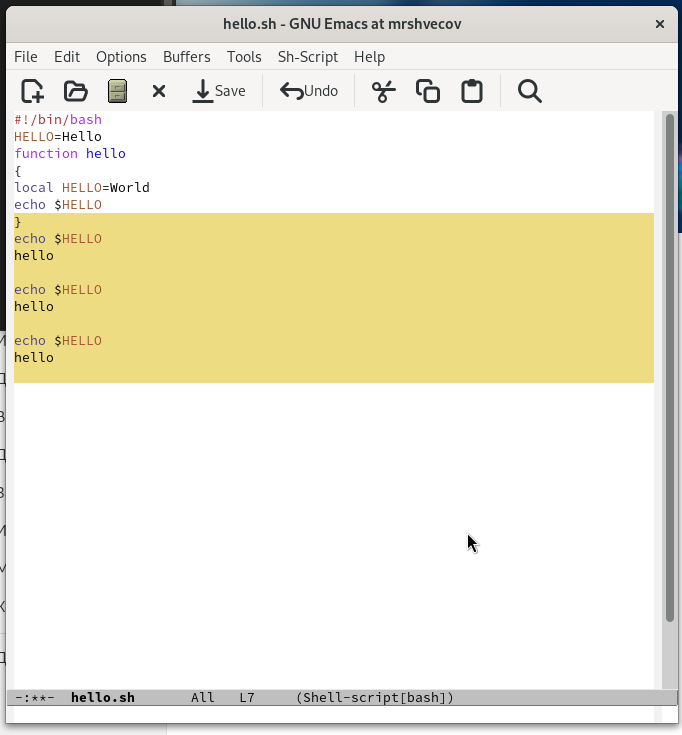 hello.sh - GNU Emacs at mrshvecov
File Edit Options Buffers Tools Sh-Script Help
Save Undo
#!/bin/bash
HELLO=Hello
function hello
{
local HELLO=World
echo $HELLO
}
echo $HELLO
hello
echo $HELLO
hello
echo $HELLO
hello
-:**- hello.sh All L7 (Shell-script[bash])